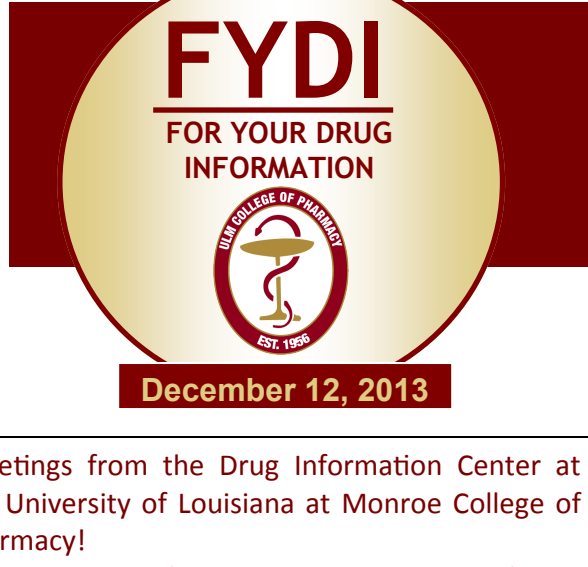 FYDI
FOR YOUR DRUG
INFORMATION
ULM COLLEGE OF PHARMACY
EST. 1956
December 12, 2013
etings from the Drug Information Center at
University of Louisiana at Monroe College of
rmacy!